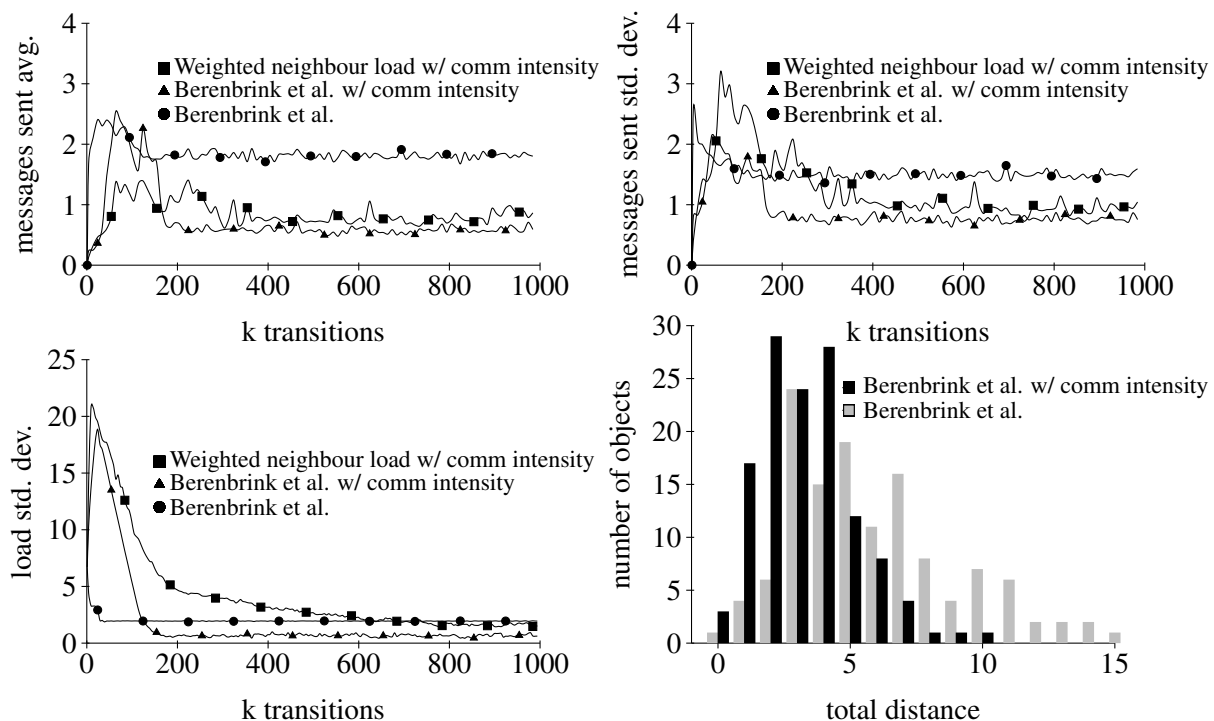 messages sent avg.
4
3
2
1
0
Weighted neighbour load w/ comm intensity
Berenbrink et al. w/ comm intensity
Berenbrink et al.
0 200 400 600 800 1000
k transitions
messages sent std. dev.
4
3
2
1
0
Weighted neighbour load w/ comm intensity
Berenbrink et al. w/ comm intensity
Berenbrink et al.
0 200 400 600 800 1000
k transitions
load std. dev.
25
20
15
10
5
0
Weighted neighbour load w/ comm intensity
Berenbrink et al. w/ comm intensity
Berenbrink et al.
0 200 400 600 800 1000
k transitions
number of objects
30
25
20
15
10
5
0
Berenbrink et al. w/ comm intensity
Berenbrink et al.
0 5 10 15
total distance